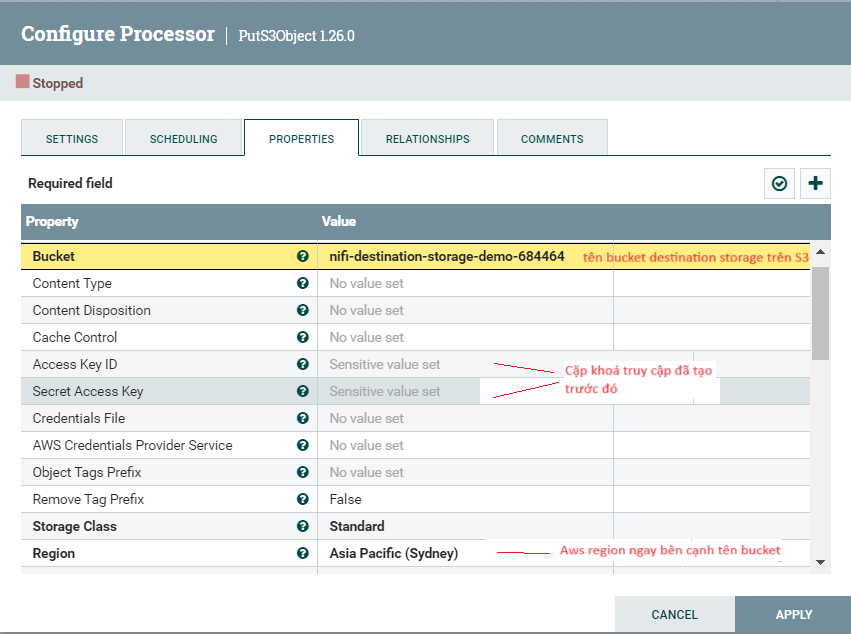 Configure Processor | PutS3Object 1.26.0
Stopped
SETTINGS SCHEDULING PROPERTIES RELATIONSHIPS COMMENTS
Required field
Property Value
Bucket nifi-destination-storage-demo-684464 tên bucket destination storage trên S3
Content Type No value set
Content Disposition No value set
Cache Control No value set
Access Key ID Sensitive value set
Cặp khoá truy cập đã tạo
Secret Access Key Sensitive value set
trước đó
Credentials File No value set
AWS Credentials Provider Service No value set
Object Tags Prefix No value set
Remove Tag Prefix False
Storage Class Standard
Region Asia Pacific (Sydney) Aws region ngay bên cạnh tên bucket
CANCEL APPLY